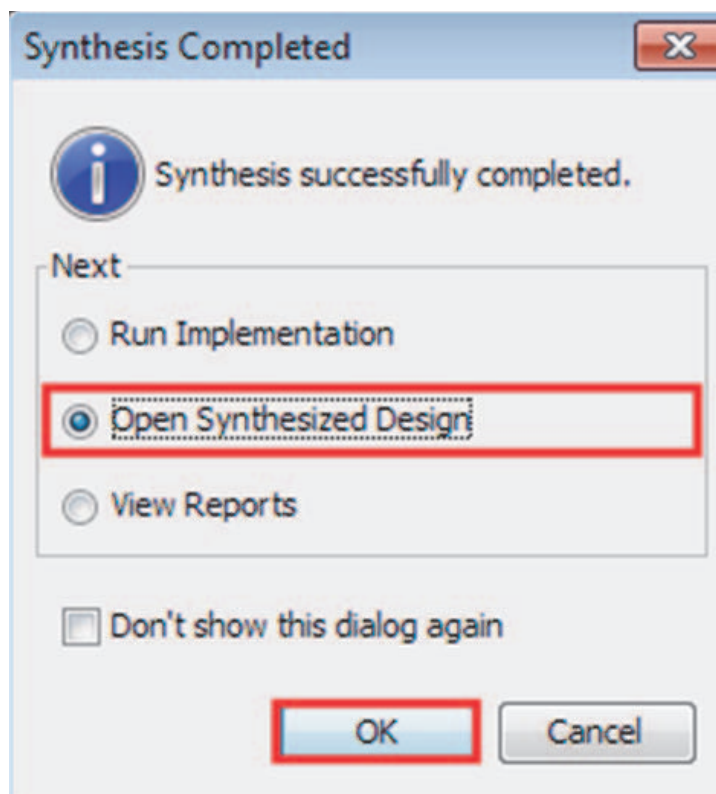 Synthesis Completed
Synthesis successfully completed.
Next
Run Implementation
Open Synthesized Design
View Reports
Don't show this dialog again
OK
Cancel